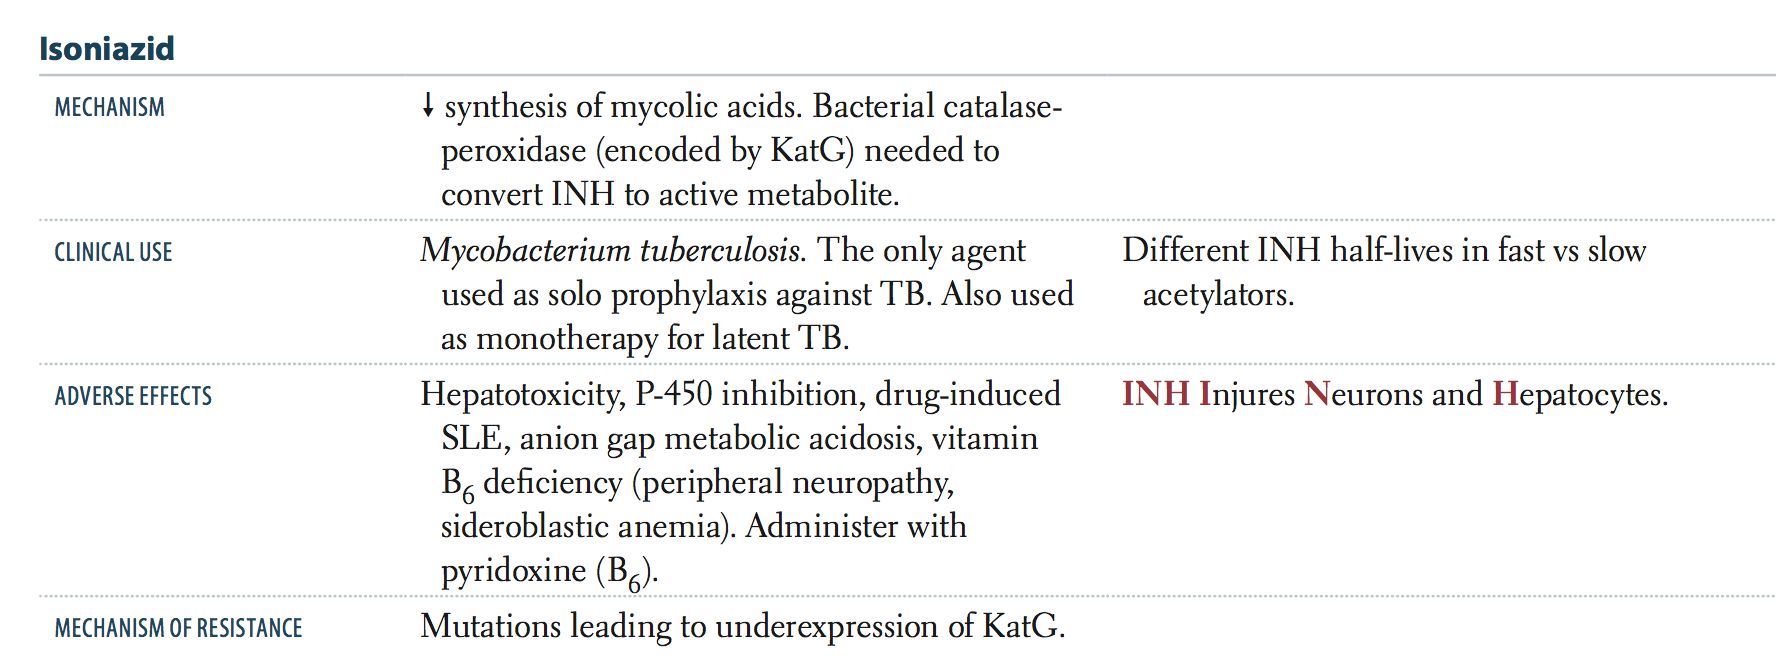 Isoniazid
MECHANISM
↓ synthesis of mycolic acids. Bacterial catalase-
peroxidase (encoded by KatG) needed to
convert INH to active metabolite.
CLINICAL USE
Mycobacterium tuberculosis. The only agent
used as solo prophylaxis against TB. Also used
as monotherapy for latent TB.
Different INH half-lives in fast vs slow
acetylators.
ADVERSE EFFECTS
Hepatotoxicity, P-450 inhibition, drug-induced
SLE, anion gap metabolic acidosis, vitamin
B₆ deficiency (peripheral neuropathy,
sideroblastic anemia). Administer with
pyridoxine (B₆).
INH Injures Neurons and Hepatocytes.
MECHANISM OF RESISTANCE
Mutations leading to underexpression of KatG.